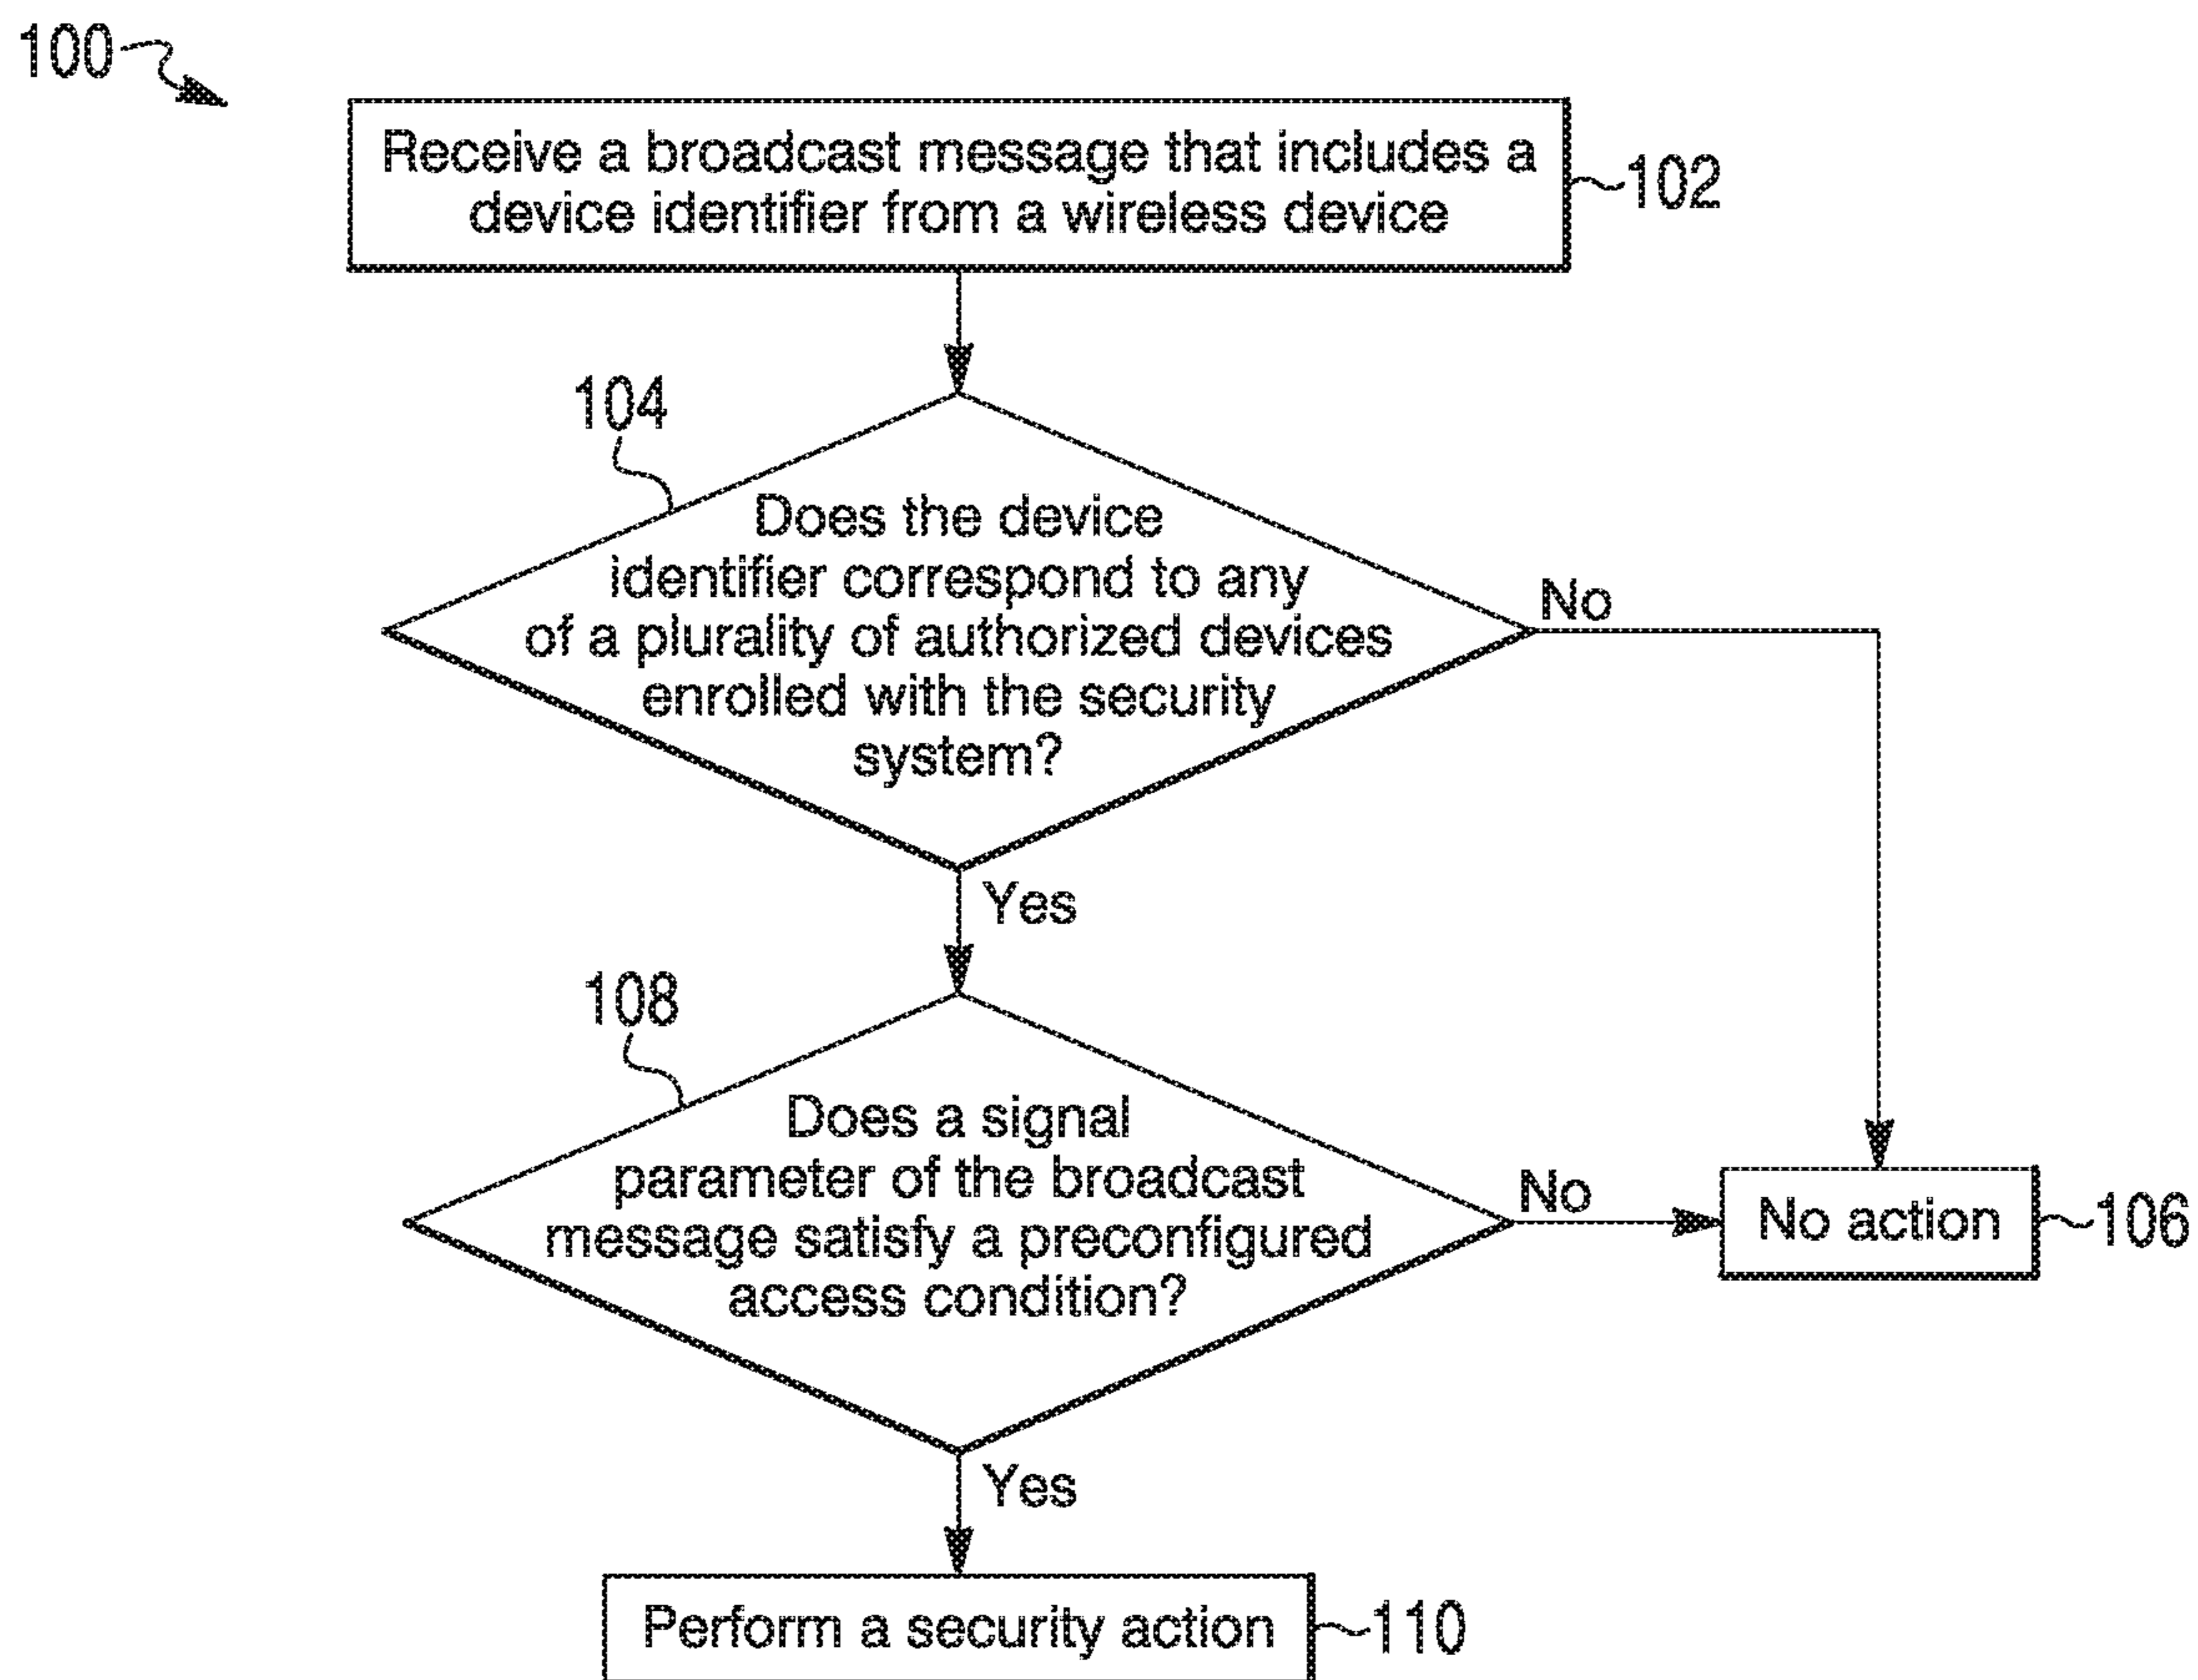 100
Receive a broadcast message that includes a
device identifier from a wireless device
102
104
Does the device
identifier correspond to any
of a plurality of authorized devices
enrolled with the security
system?
No
Yes
108
Does a signal
parameter of the broadcast
message satisfy a preconfigured
access condition?
No
No action
106
Yes
Perform a security action
110